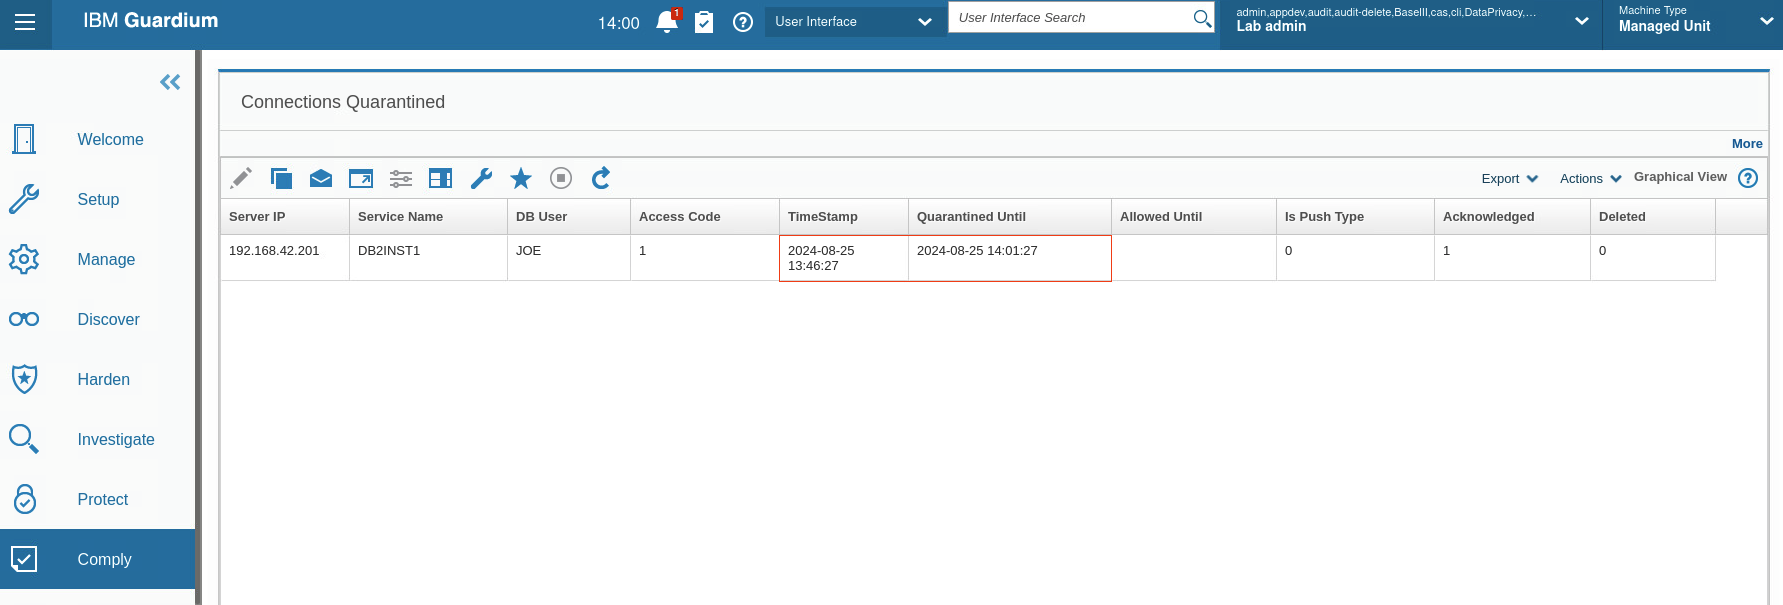 IBM Guardium
14:00
1
User Interface
User Interface Search
admin,appdev,audit,audit-delete,BaselII,cas,cli,DataPrivacy,...
Lab admin
Machine Type
Managed Unit
Welcome
Setup
Manage
Discover
Harden
Investigate
Protect
Comply
Connections Quarantined
More
Export Actions Graphical View
Server IP Service Name DB User Access Code TimeStamp Quarantined Until Allowed Until Is Push Type Acknowledged Deleted
192.168.42.201 DB2INST1 JOE 1 2024-08-25 13:46:27 2024-08-25 14:01:27 0 1 0